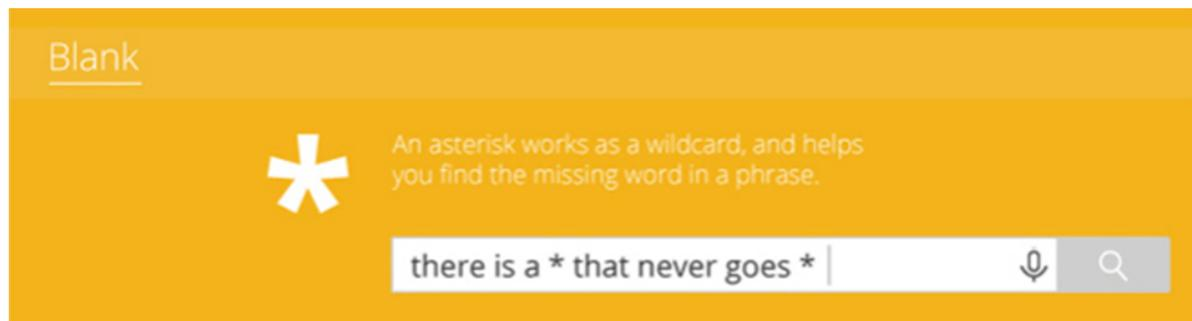 Blank
*
An asterisk works as a wildcard, and helps
you find the missing word in a phrase.
there is a * that never goes *